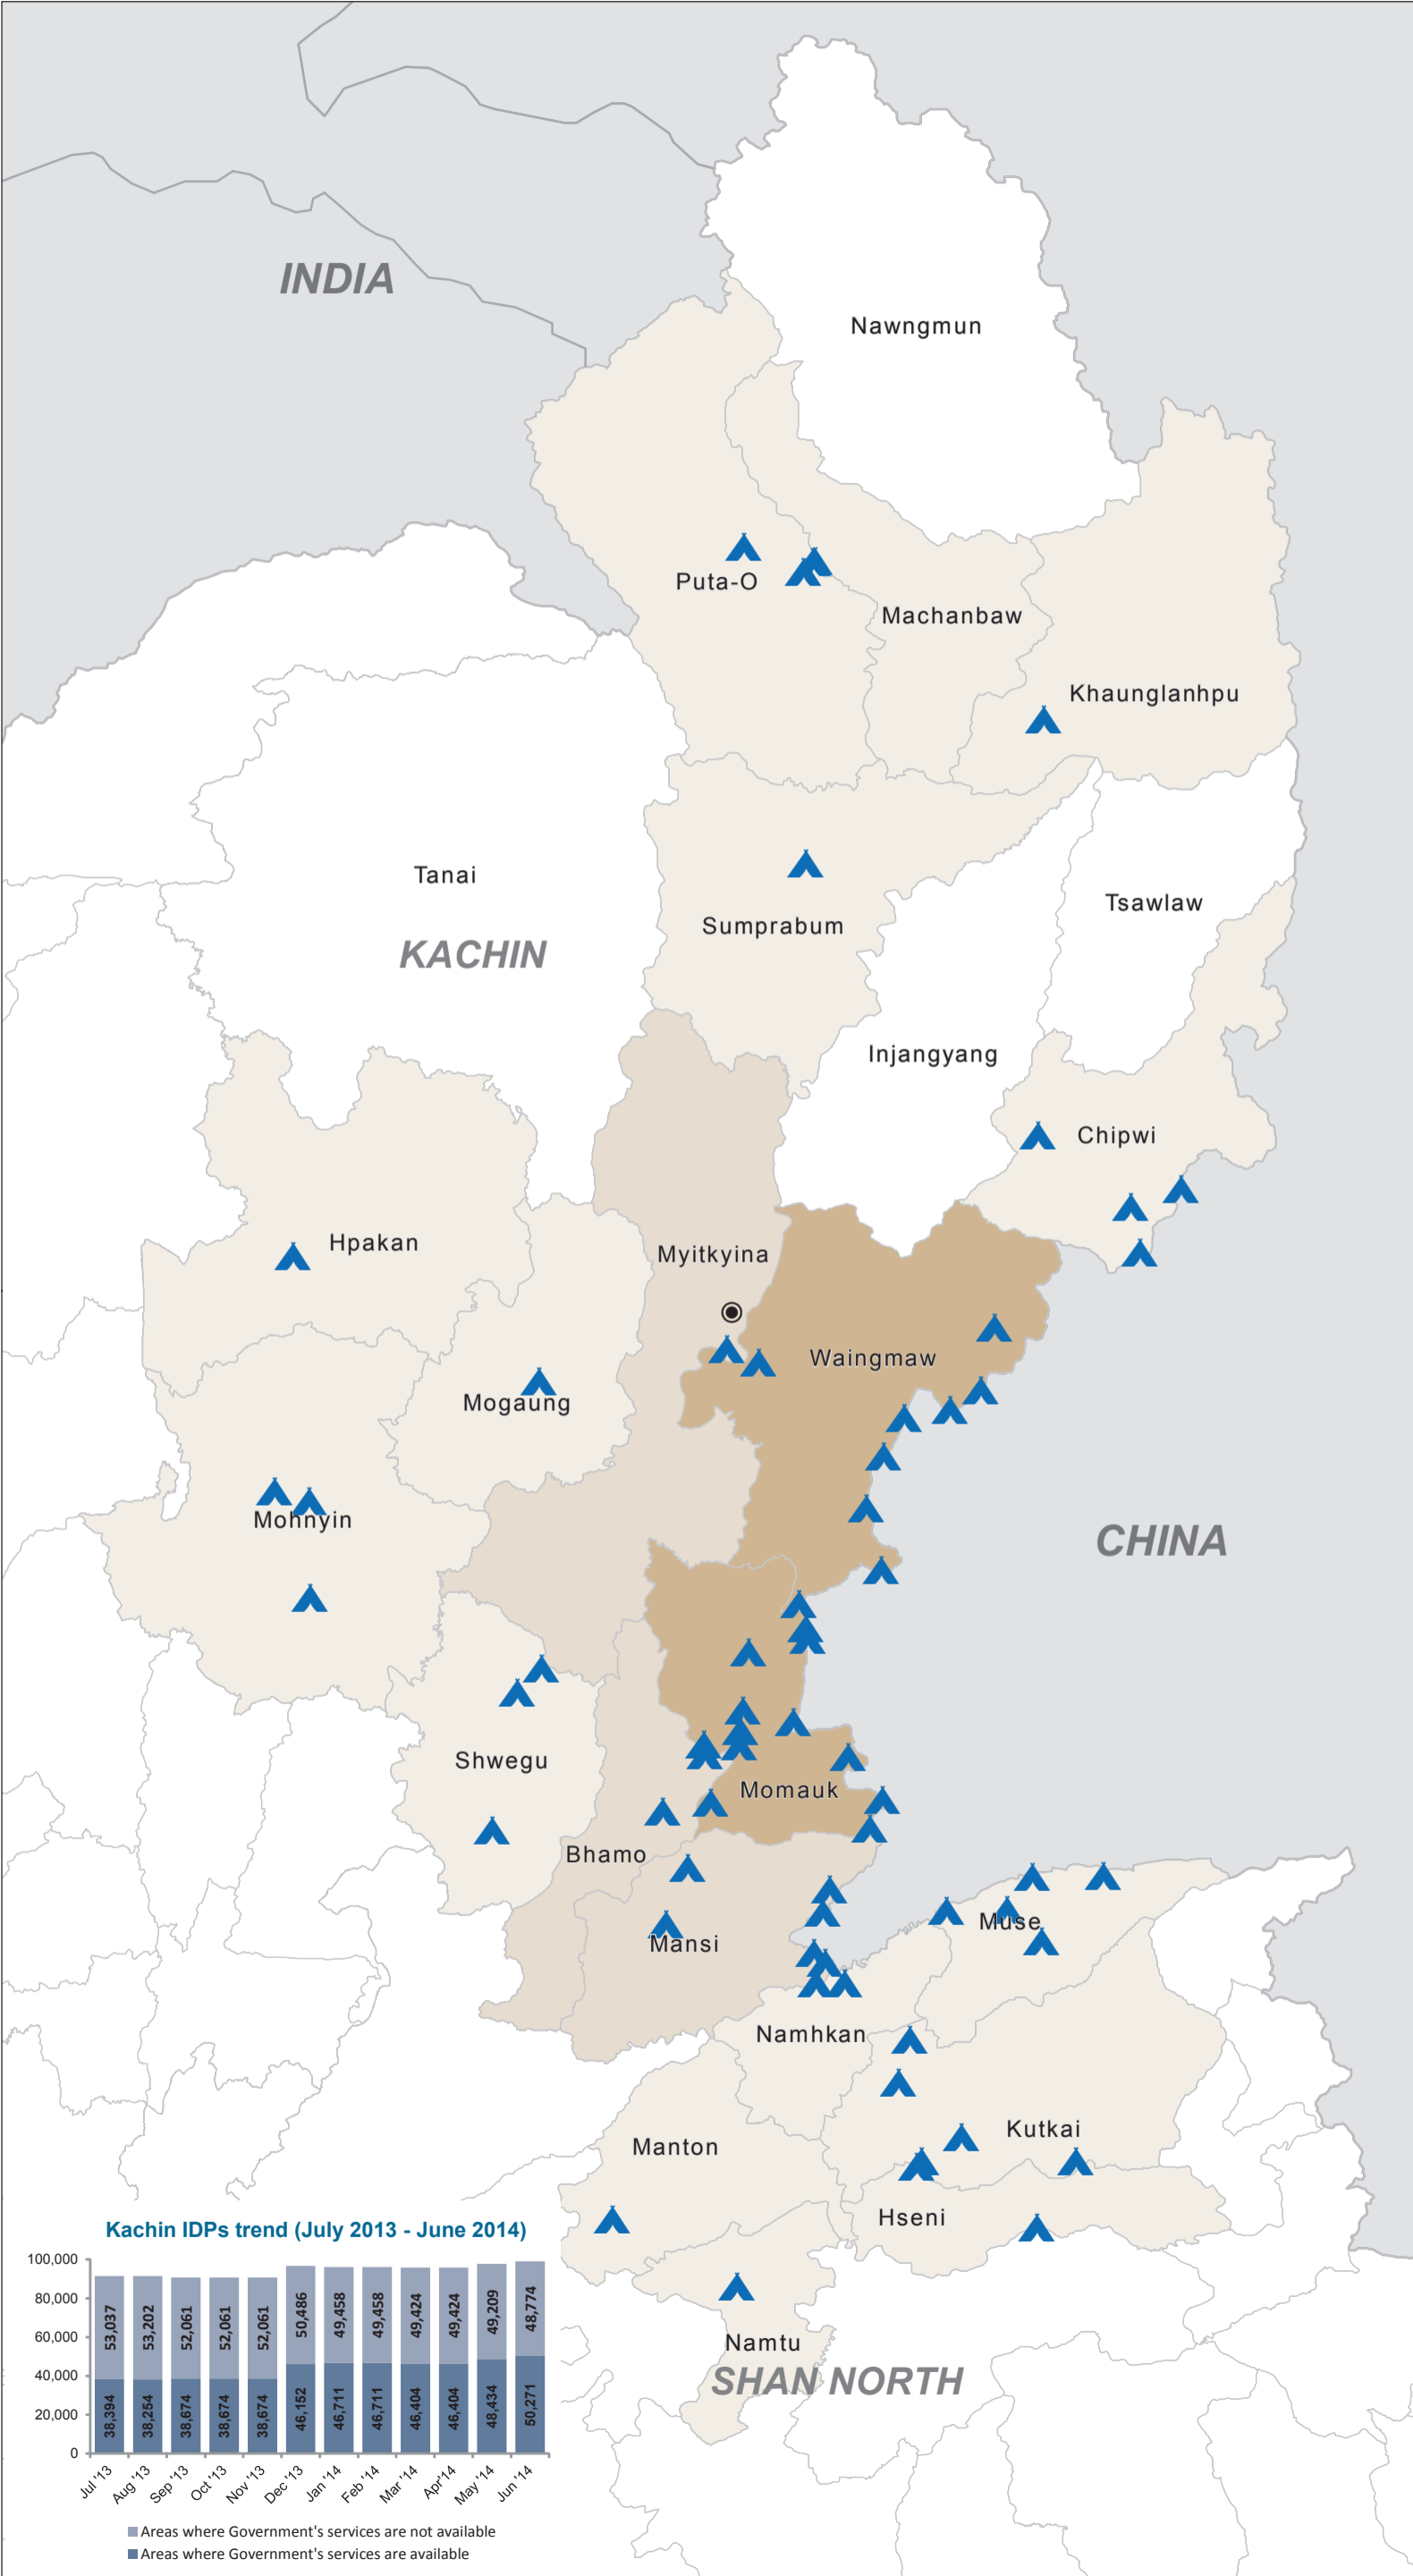 INDIA
Nawngmun
Puta-O
Machanbaw
Khaunglanhpu
Tanai
Tsawlaw
Sumprabum
KACHIN
Injangyang
Chipwi
Hpakan
Myitkyina
Waingmaw
Mogaung
Mohnyin
CHINA
Shwegu
Momauk
Bhamo
Muse
Mansi
Namhkan
Kutkai
Manton
Hseni
Namtu
SHAN NORTH
Kachin IDPs trend (July 2013 - June 2014)
100,000
80,000
60,000
40,000
20,000
0
53,037
53,202
52,061
52,061
52,061
50,486
49,458
49,458
49,424
49,424
49,209
48,774
38,394
38,254
38,674
38,674
38,674
46,152
46,711
46,711
46,404
46,404
48,434
50,271
Jul '13
Aug '13
Sep '13
Oct '13
Nov '13
Dec '13
Jan '14
Feb '14
Mar '14
Apr'14
May '14
Jun '14
Areas where Government's services are not available
Areas where Government's services are available